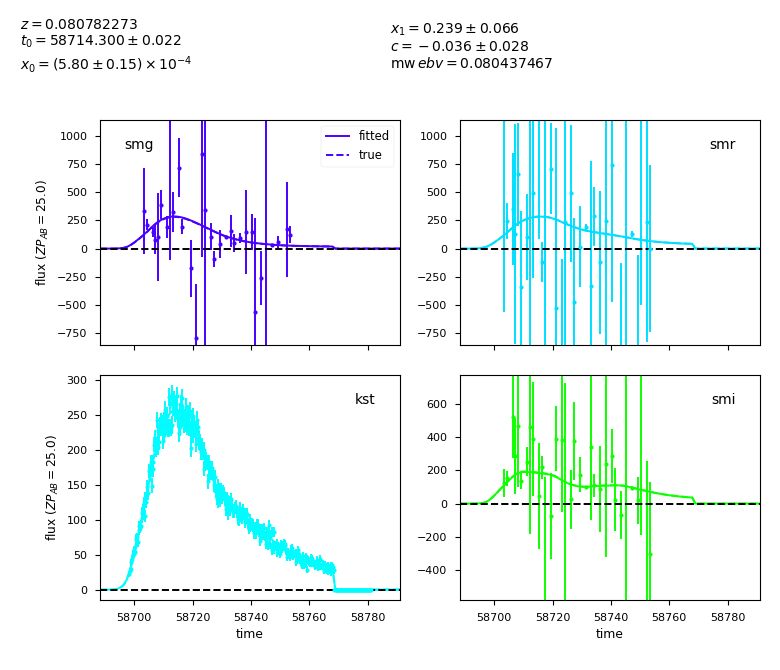 z = 0.080782273
t₀ = 58714.300 ± 0.022
x₀ = (5.80 ± 0.15) × 10⁻⁴
x₁ = 0.239 ± 0.066
c = −0.036 ± 0.028
mw ebv = 0.080437467
smg
fitted
true
1000
750
500
250
0
−250
−500
−750
flux (ZP_AB = 25.0)
smr
1000
750
500
250
0
−250
−500
−750
kst
300
250
200
150
100
50
0
flux (ZP_AB = 25.0)
58700
58720
58740
58760
58780
time
smi
600
400
200
0
−200
−400
58700
58720
58740
58760
58780
time